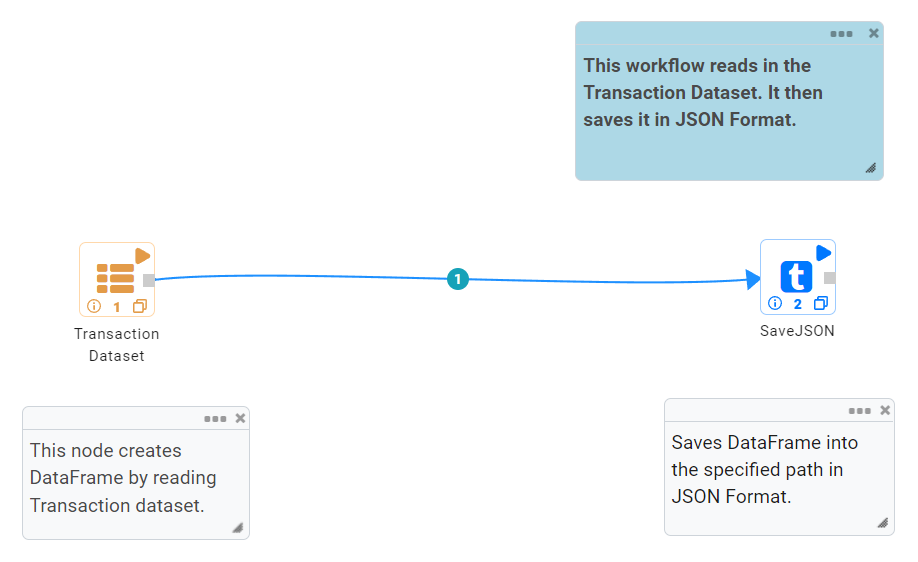 This workflow reads in the
Transaction Dataset. It then
saves it in JSON Format.
1
1
Transaction
Dataset
t
2
SaveJSON
This node creates
DataFrame by reading
Transaction dataset.
Saves DataFrame into
the specified path in
JSON Format.